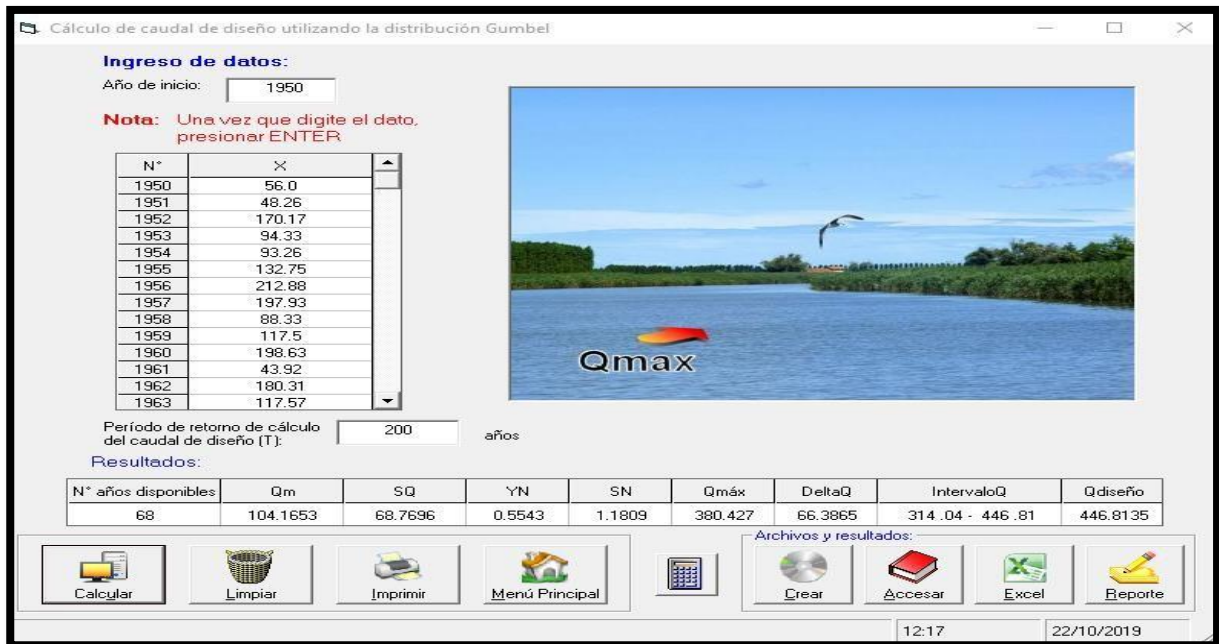 Cálculo de caudal de diseño utilizando la distribución Gumbel
Ingreso de datos:
Año de inicio: 1950
Nota: Una vez que digite el dato,
presionar ENTER
N° X
1950 56.0
1951 48.26
1952 170.17
1953 94.33
1954 93.26
1955 132.75
1956 212.88
1957 197.93
1958 88.33
1959 117.5
1960 198.63
1961 43.92
1962 180.31
1963 117.57
Qmax
Período de retorno de cálculo
del caudal de diseño (T): 200 años
Resultados:
N° años disponibles Qm SQ YN SN Qmáx DeltaQ IntervaloQ Qdiseño
68 104.1653 68.7696 0.5543 1.1809 380.427 66.3865 314 .04 - 446 .81 446.8135
Archivos y resultados:
Calcular Limpiar Imprimir Menú Principal Crear Accesar Excel Reporte
12:17 22/10/2019